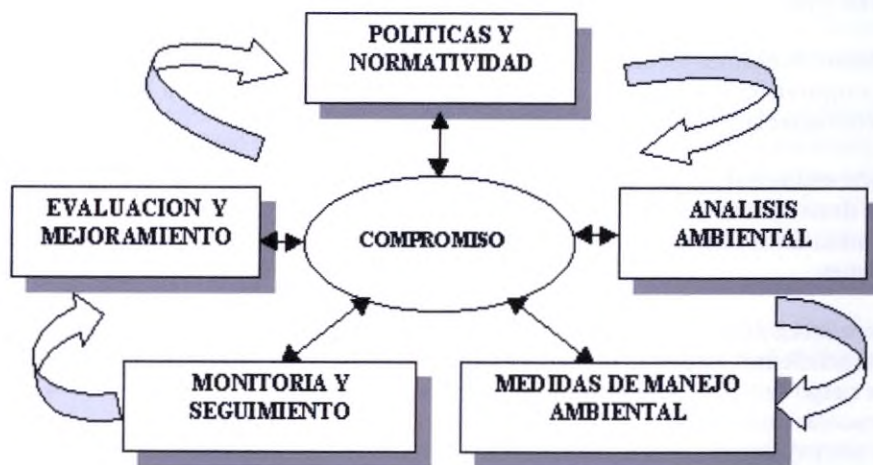 POLITICAS Y
NORMATIVIDAD
EVALUACION Y
MEJORAMIENTO
COMPROMISO
ANALISIS
AMBIENTAL
MONITORIA Y
SEGUIMIENTO
MEDIDAS DE MANEJO
AMBIENTAL